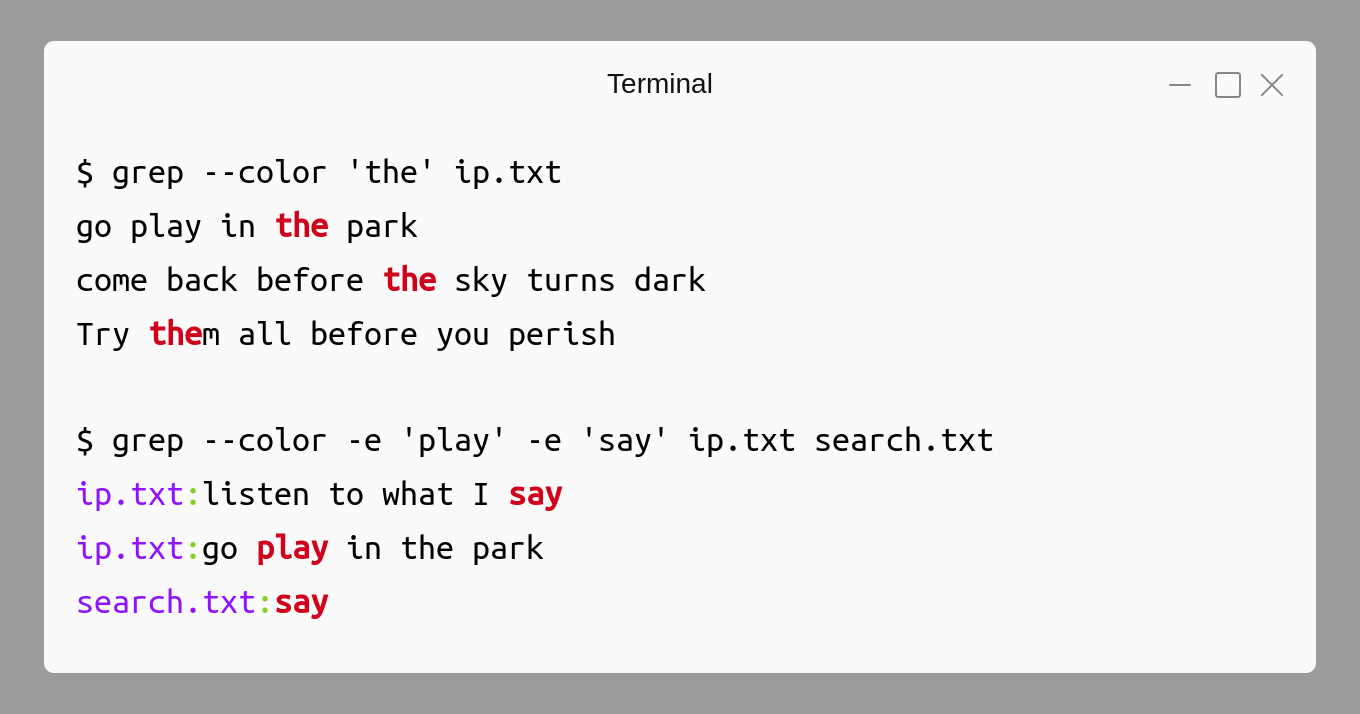 Terminal
$ grep --color 'the' ip.txt
go play in the park
come back before the sky turns dark
Try them all before you perish
$ grep --color -e 'play' -e 'say' ip.txt search.txt
ip.txt:listen to what I say
ip.txt:go play in the park
search.txt:say